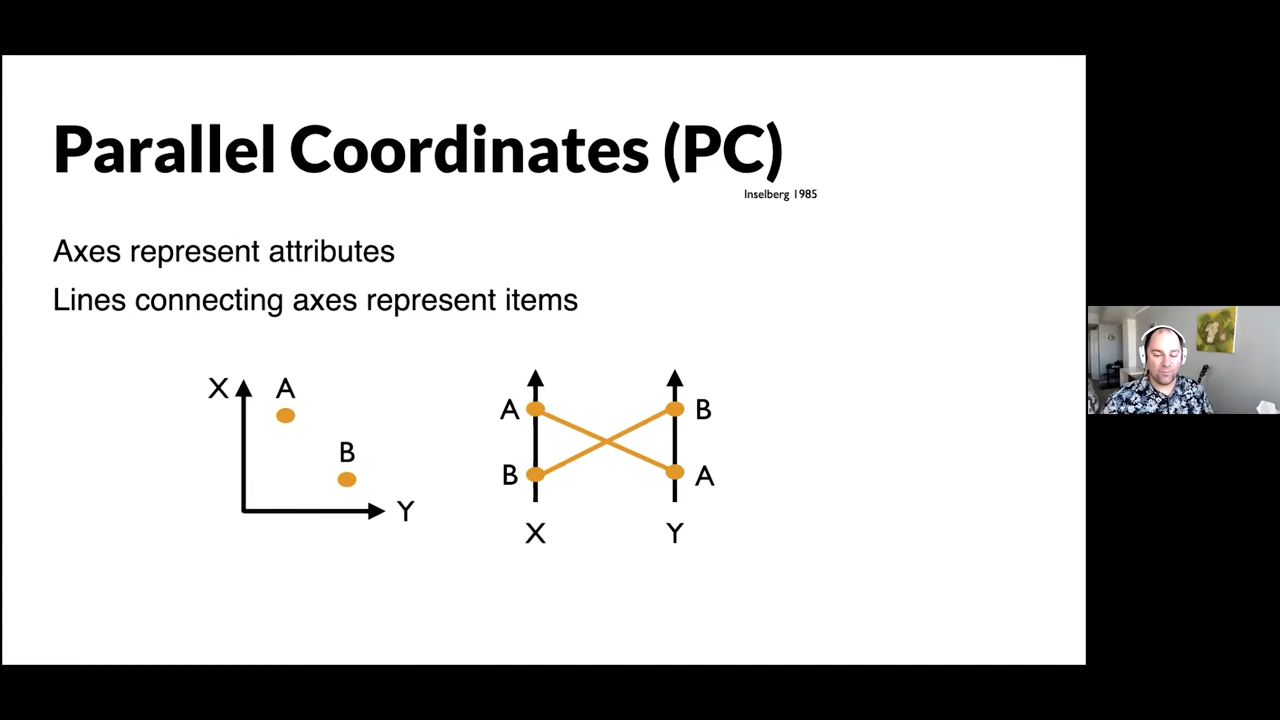 Parallel Coordinates (PC)
Inselberg 1985
Axes represent attributes
Lines connecting axes represent items
X A
B
Y
A B
B A
X Y